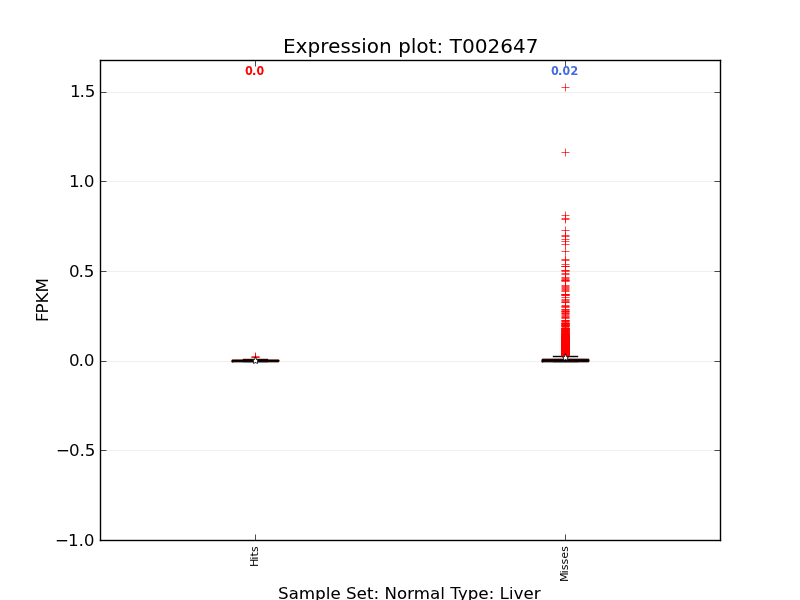 Expression plot: T002647
0.0
0.02
1.5
1.0
0.5
0.0
−0.5
−1.0
FPKM
Hits
Misses
Sample Set: Normal Type: Liver